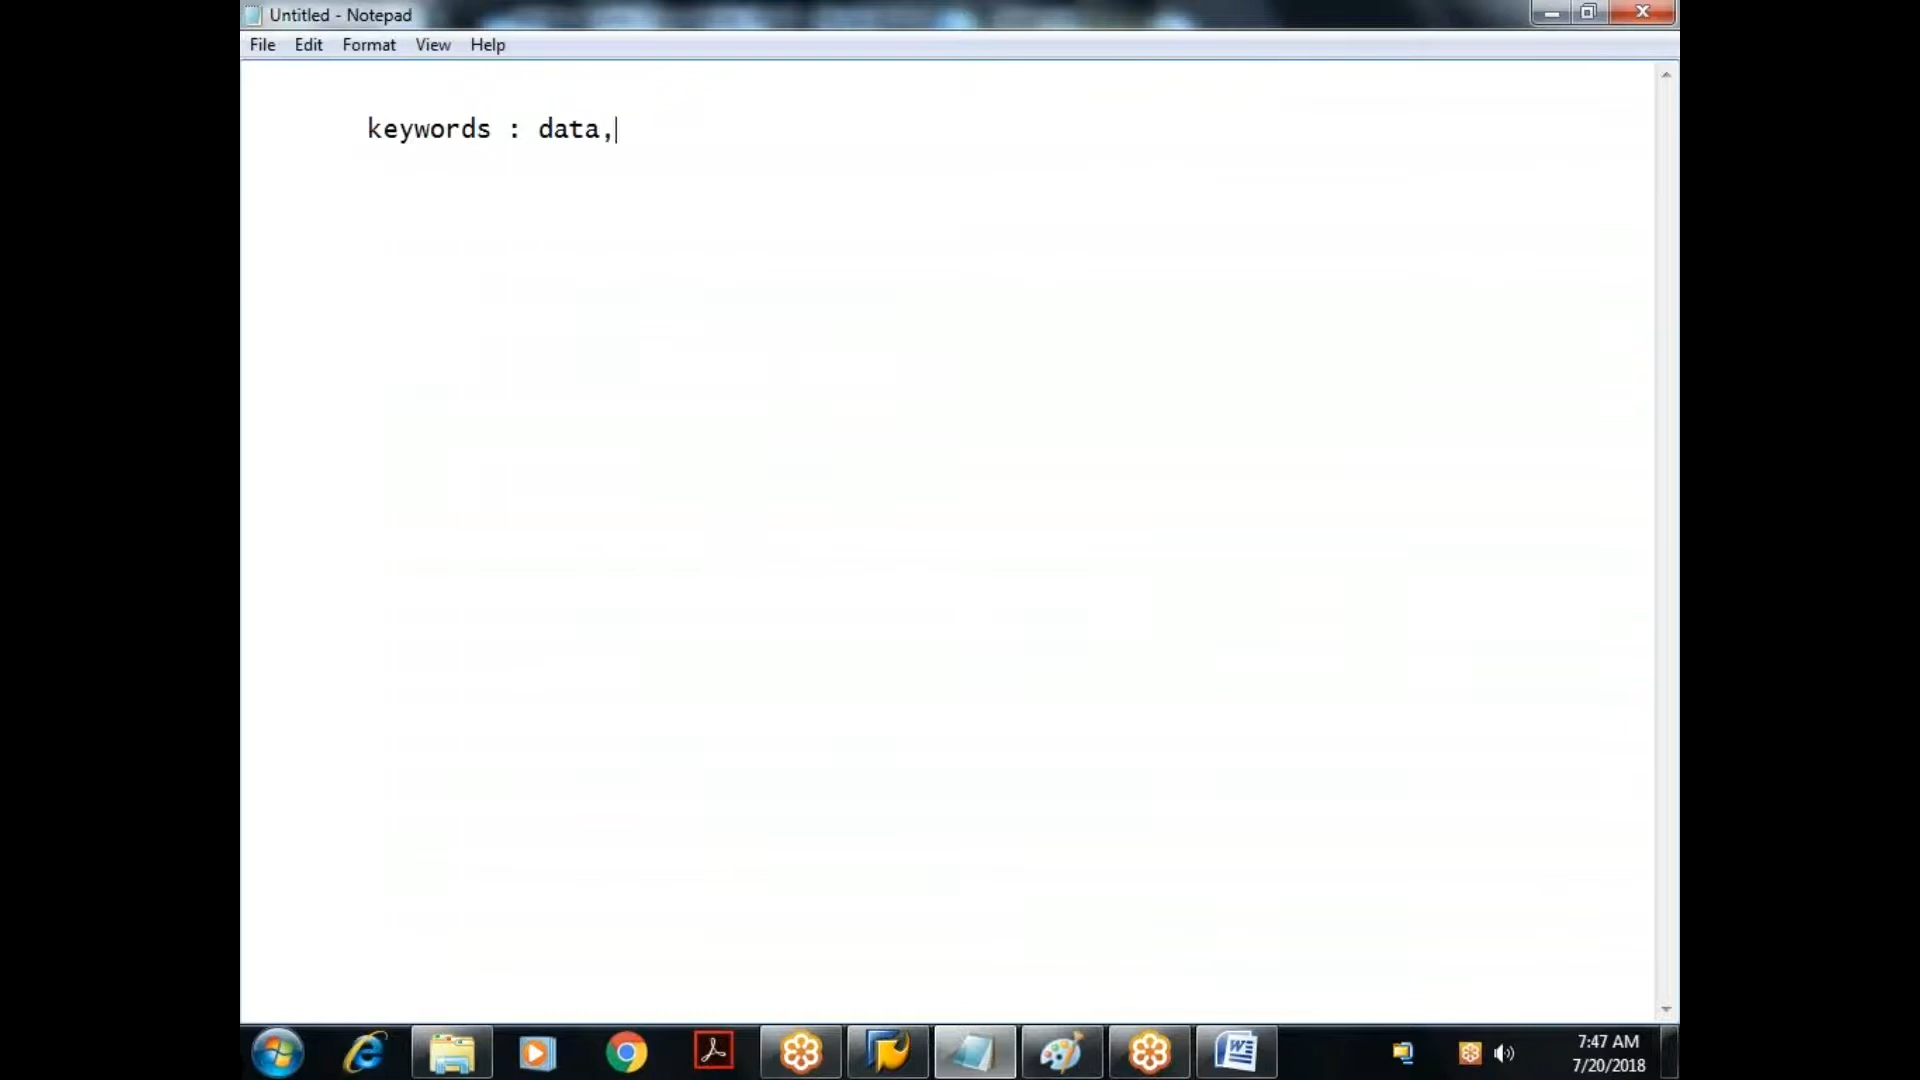 Untitled - Notepad
File Edit Format View Help
keywords : data,
7:47 AM
7/20/2018